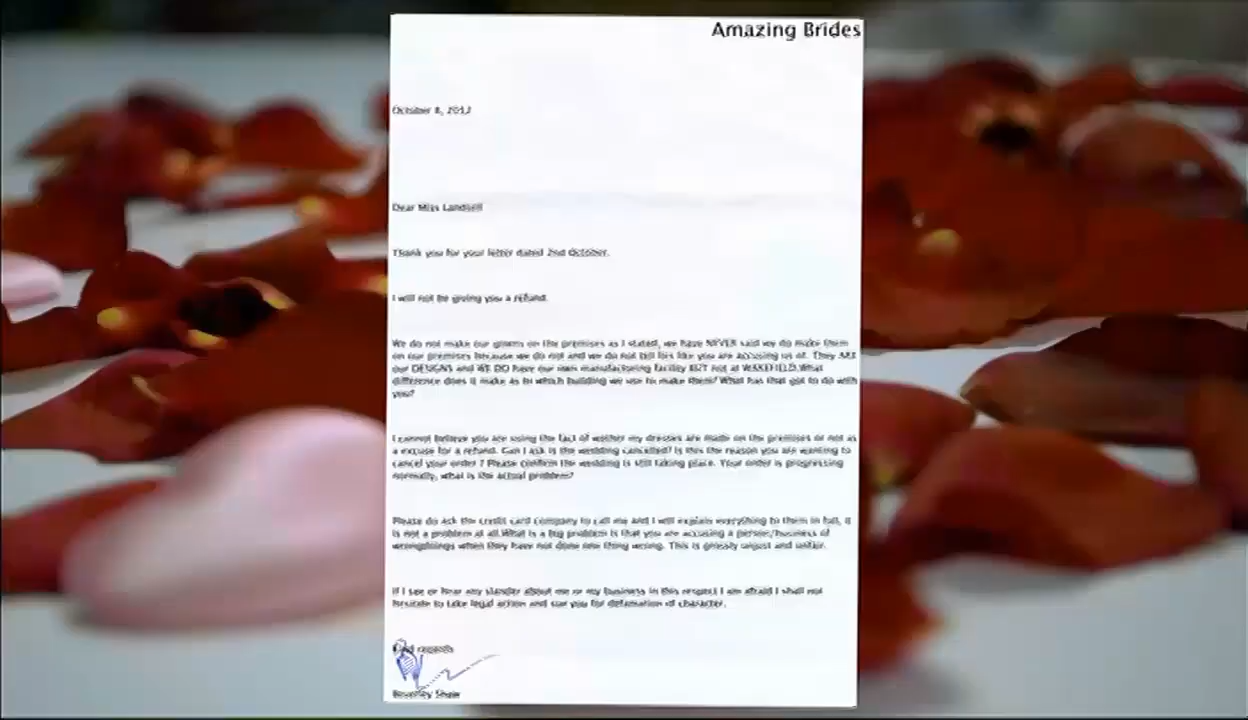 Amazing Brides
October 8, 2012
Dear Miss Landsell
Thank you for your letter dated 2nd October.
I will not be giving you a refund.
We do not make our gowns on the premises as I stated, we have NEVER said we do make them
on our premises because we do not and we do not tell lies like you are accusing us of. They ARE
our DESIGNS and WE DO have our own manufacturing facility BUT not at WAKEFIELD.What
difference does it make as to which building we use to make them? What has that got to do with
you?
I cannot believe you are using the fact of wether my dresses are made on the premises or not as
a excuse for a refund. Can I ask is the wedding cancelled? Is this the reason you are wanting to
cancel your order ? Please confirm the wedding is still taking place. Your order is progressing
normally, what is the actual problem?
Please do ask the credit card company to call me and I will explain everything to them in full, it
is not a problem at all.What is a big problem is that you are accusing a person/business of
wrongdoings when they have not done one thing wrong. This is grossly unjust and unfair.
If I see or hear any slander about me or my business in this respect I am afraid I shall not
hesitate to take legal action and sue you for defamation of character.
Kind regards
Beverley Shaw